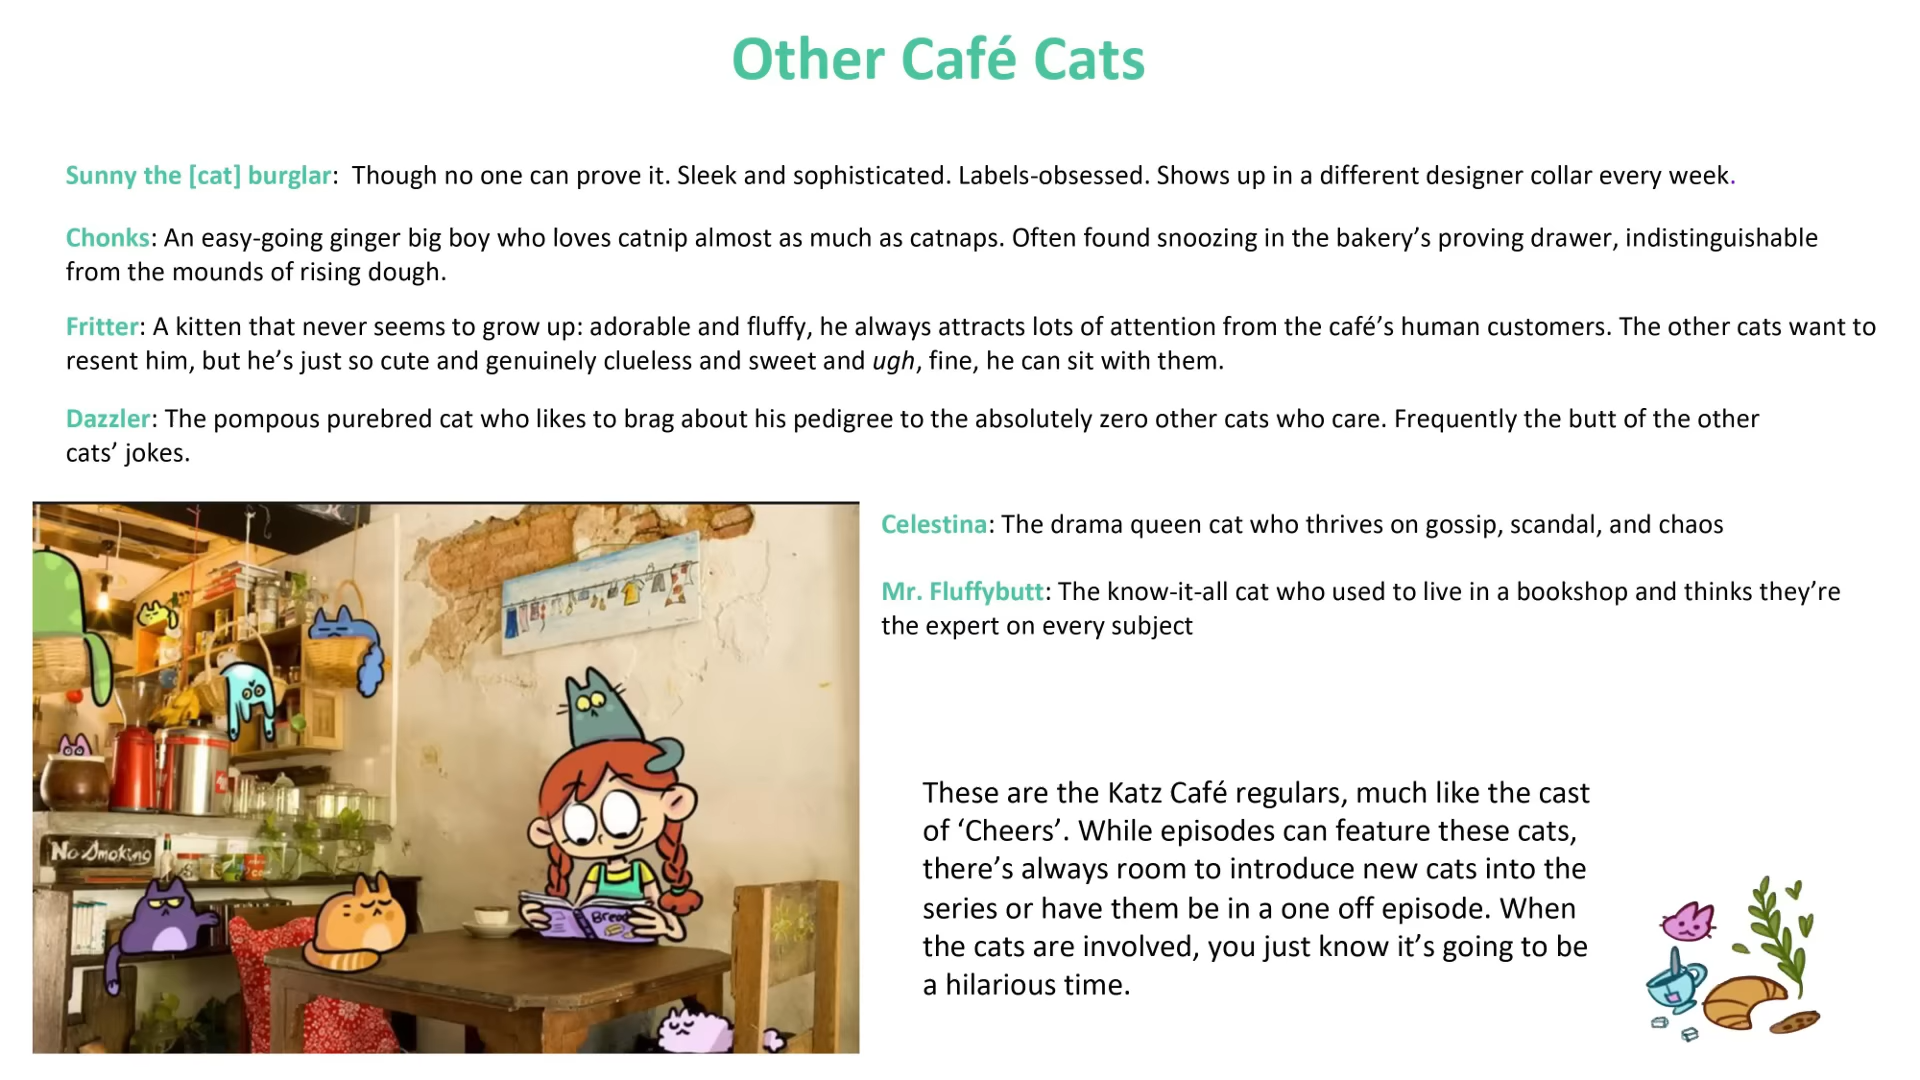 Other Café Cats
Sunny the [cat] burglar:  Though no one can prove it. Sleek and sophisticated. Labels-obsessed. Shows up in a different designer collar every week.
Chonks: An easy-going ginger big boy who loves catnip almost as much as catnaps. Often found snoozing in the bakery’s proving drawer, indistinguishable
from the mounds of rising dough.
Fritter: A kitten that never seems to grow up: adorable and fluffy, he always attracts lots of attention from the café’s human customers. The other cats want to
resent him, but he’s just so cute and genuinely clueless and sweet and ugh, fine, he can sit with them.
Dazzler: The pompous purebred cat who likes to brag about his pedigree to the absolutely zero other cats who care. Frequently the butt of the other
cats’ jokes.
Celestina: The drama queen cat who thrives on gossip, scandal, and chaos
Mr. Fluffybutt: The know-it-all cat who used to live in a bookshop and thinks they’re
the expert on every subject
No Smoking
Bread
These are the Katz Café regulars, much like the cast
of ‘Cheers’. While episodes can feature these cats,
there’s always room to introduce new cats into the
series or have them be in a one off episode. When
the cats are involved, you just know it’s going to be
a hilarious time.